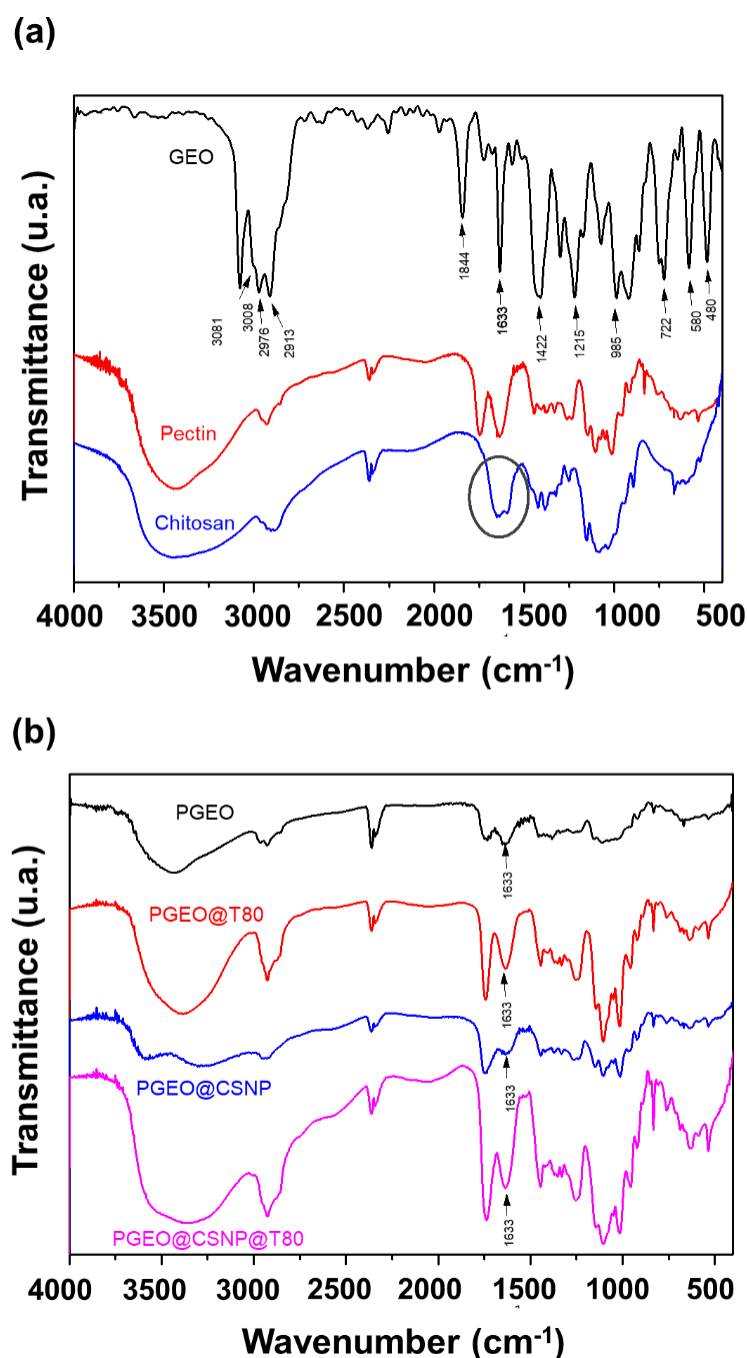 (a)
GEO
3081
3008
2976
2913
1844
1633
1422
1215
985
722
580
480
Pectin
Chitosan
Transmittance (u.a.)
4000 3500 3000 2500 2000 1500 1000 500
Wavenumber (cm⁻¹)
(b)
PGEO
1633
PGEO@T80
1633
PGEO@CSNP
1633
PGEO@CSNP@T80
1633
Transmittance (u.a.)
4000 3500 3000 2500 2000 1500 1000 500
Wavenumber (cm⁻¹)